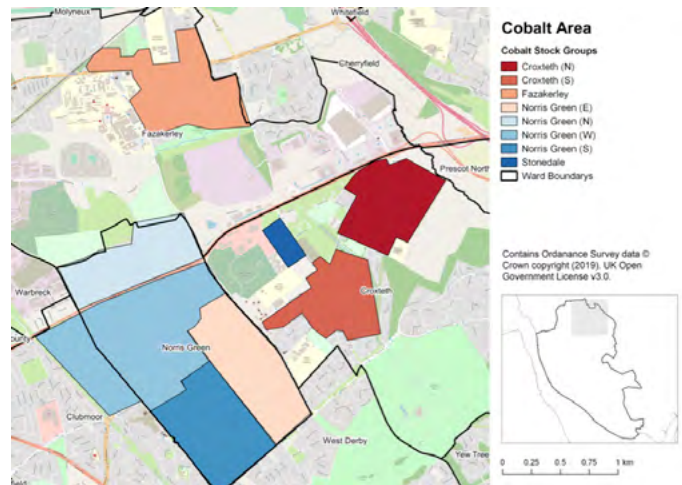 Cobalt Area
Cobalt Stock Groups
Croxteth (N)
Croxteth (S)
Fazakerley
Norris Green (E)
Norris Green (N)
Norris Green (W)
Norris Green (S)
Stonedale
Ward Boundarys
Contains Ordanance Survey data ©
Crown copyright (2019), UK Open
Government License v3.0.
0 0.25 0.5 0.75 1 km
Molyneux
Whitefield
Cherryfield
Fazakerley
Prescot North
Warbreck
Croxteth
ounty
Norris Green
Clubmoor
West Derby
Yew Tree
field